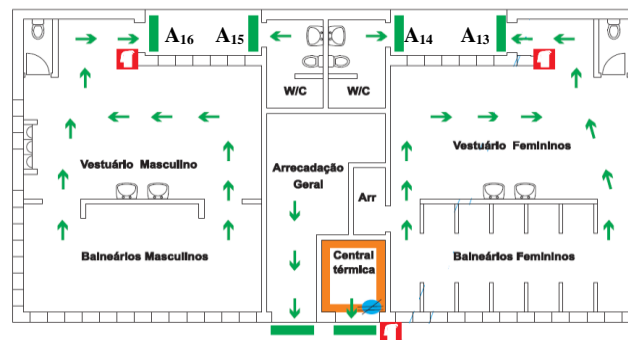 A16 A15 A14 A13
W/C W/C
Vestuário Masculino
Arrecadação
Geral
Vestuário Femininos
Arr
Balneários Masculinos
Central
térmica
Balneários Femininos